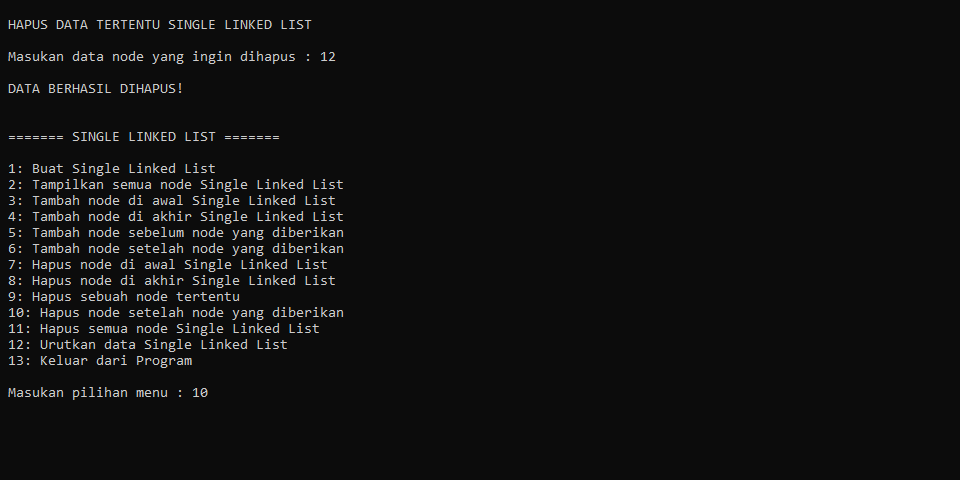 HAPUS DATA TERTENTU SINGLE LINKED LIST
Masukan data node yang ingin dihapus : 12
DATA BERHASIL DIHAPUS!
======= SINGLE LINKED LIST =======
1: Buat Single Linked List
2: Tampilkan semua node Single Linked List
3: Tambah node di awal Single Linked List
4: Tambah node di akhir Single Linked List
5: Tambah node sebelum node yang diberikan
6: Tambah node setelah node yang diberikan
7: Hapus node di awal Single Linked List
8: Hapus node di akhir Single Linked List
9: Hapus sebuah node tertentu
10: Hapus node setelah node yang diberikan
11: Hapus semua node Single Linked List
12: Urutkan data Single Linked List
13: Keluar dari Program
Masukan pilihan menu : 10